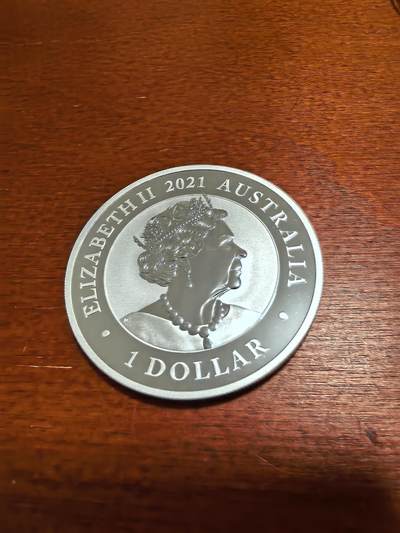 ELIZABETH II 2021 AUSTRALIA
• 1 DOLLAR •